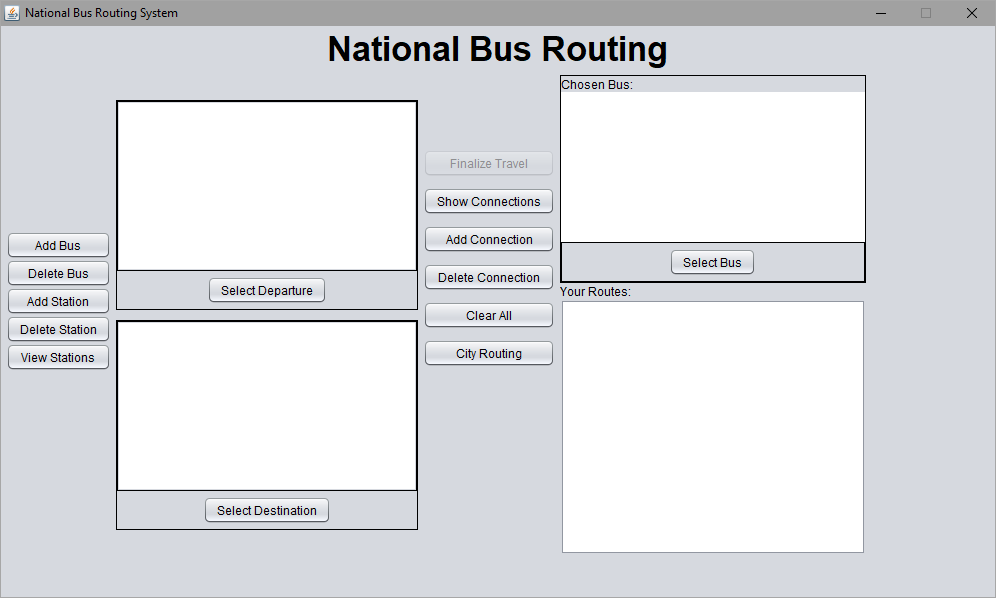 National Bus Routing System
National Bus Routing
Add Bus
Delete Bus
Add Station
Delete Station
View Stations
Select Departure
Select Destination
Finalize Travel
Show Connections
Add Connection
Delete Connection
Clear All
City Routing
Chosen Bus:
Select Bus
Your Routes: